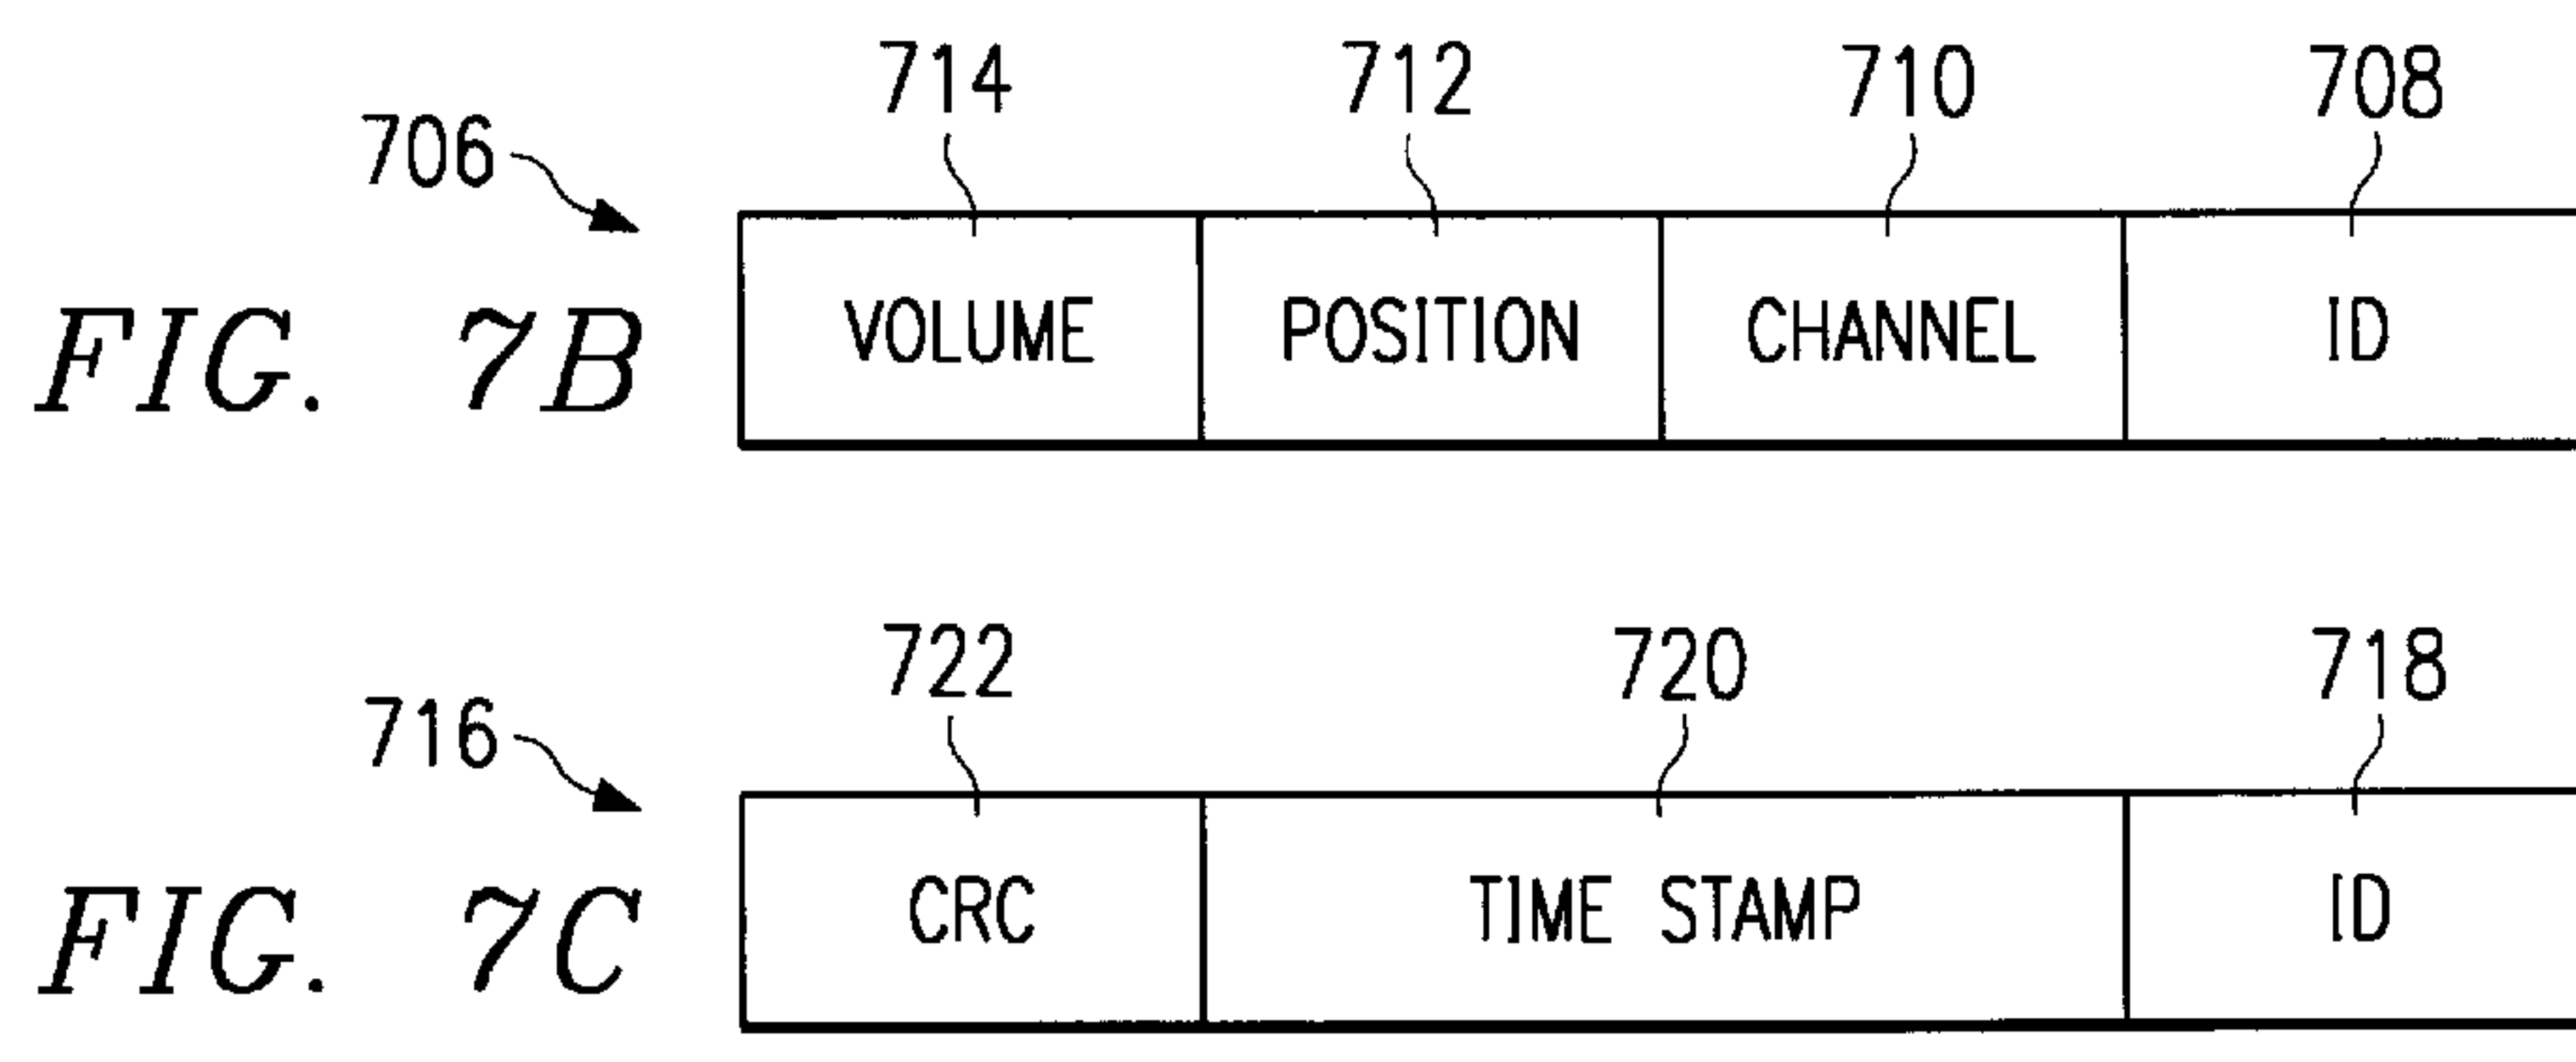 714 712 710 708
706
FIG. 7B VOLUME POSITION CHANNEL ID
722 720 718
716
FIG. 7C CRC TIME STAMP ID